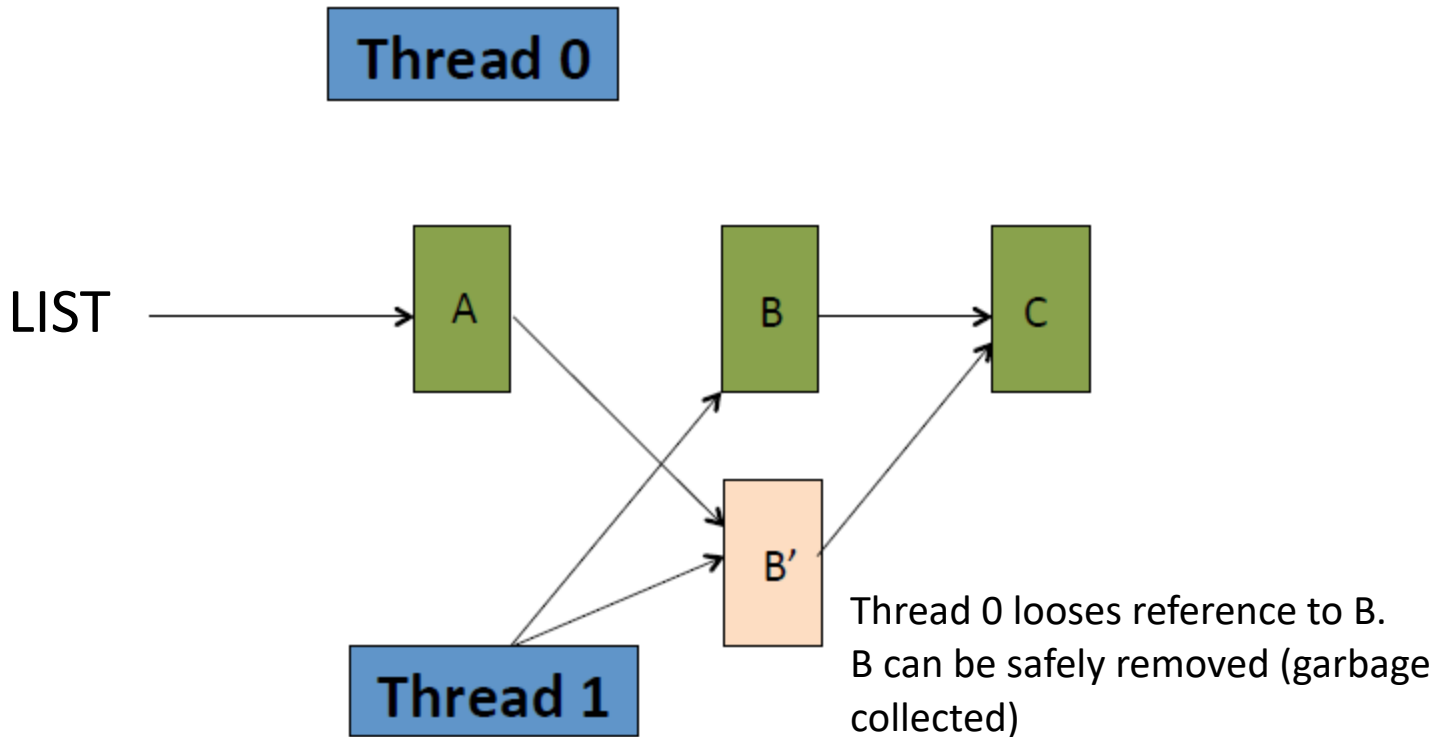 Thread 0
LIST
A
B
C
B’
Thread 1
Thread 0 looses reference to B.
B can be safely removed (garbage
collected)